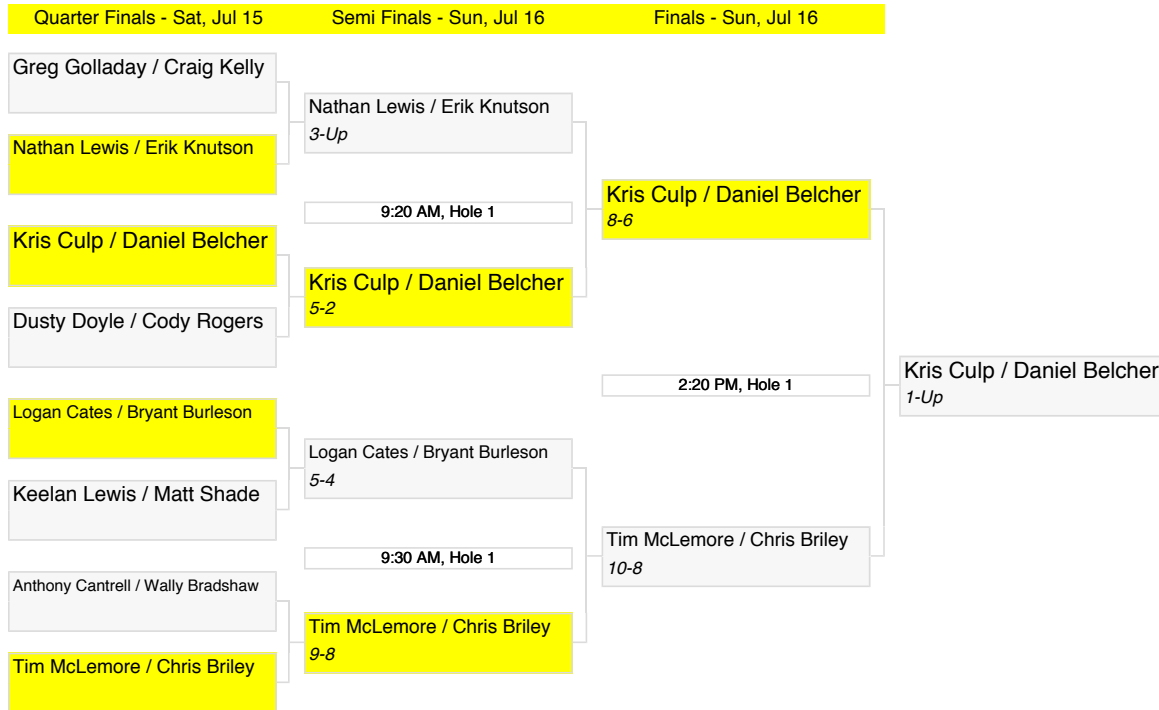 Quarter Finals - Sat, Jul 15
Semi Finals - Sun, Jul 16
Finals - Sun, Jul 16
Greg Golladay / Craig Kelly
Nathan Lewis / Erik Knutson
Kris Culp / Daniel Belcher
Dusty Doyle / Cody Rogers
Logan Cates / Bryant Burleson
Keelan Lewis / Matt Shade
Anthony Cantrell / Wally Bradshaw
Tim McLemore / Chris Briley
Nathan Lewis / Erik Knutson
3-Up
9:20 AM, Hole 1
Kris Culp / Daniel Belcher
5-2
Logan Cates / Bryant Burleson
5-4
9:30 AM, Hole 1
Tim McLemore / Chris Briley
9-8
Kris Culp / Daniel Belcher
8-6
2:20 PM, Hole 1
Tim McLemore / Chris Briley
10-8
Kris Culp / Daniel Belcher
1-Up